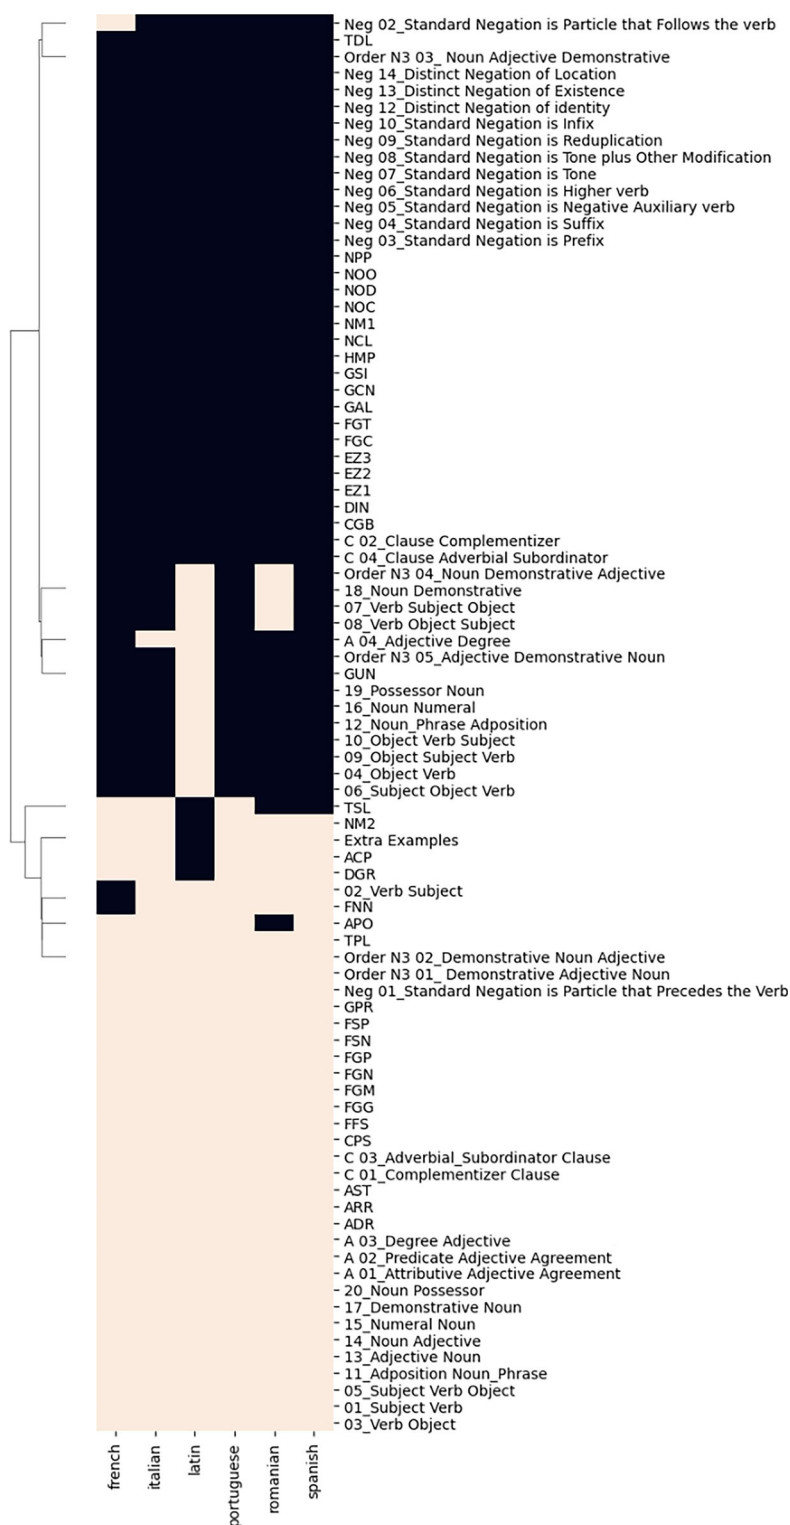 Neg 02_Standard Negation is Particle that Follows the verb
TDL
Order N3 03_ Noun Adjective Demonstrative
Neg 14_Distinct Negation of Location
Neg 13_Distinct Negation of Existence
Neg 12_Distinct Negation of identity
Neg 10_Standard Negation is Infix
Neg 09_Standard Negation is Reduplication
Neg 08_Standard Negation is Tone plus Other Modification
Neg 07_Standard Negation is Tone
Neg 06_Standard Negation is Higher verb
Neg 05_Standard Negation is Negative Auxiliary verb
Neg 04_Standard Negation is Suffix
Neg 03_Standard Negation is Prefix
NPP
NOO
NOD
NOC
NM1
NCL
HMP
GSI
GCN
GAL
FGT
FGC
EZ3
EZ2
EZ1
DIN
CGB
C 02_Clause Complementizer
C 04_Clause Adverbial Subordinator
Order N3 04_Noun Demonstrative Adjective
18_Noun Demonstrative
07_Verb Subject Object
08_Verb Object Subject
A 04_Adjective Degree
Order N3 05_Adjective Demonstrative Noun
GUN
19_Possessor Noun
16_Noun Numeral
12_Noun_Phrase Adposition
10_Object Verb Subject
09_Object Subject Verb
04_Object Verb
06_Subject Object Verb
TSL
NM2
Extra Examples
ACP
DGR
02_Verb Subject
FNN
APO
TPL
Order N3 02_Demonstrative Noun Adjective
Order N3 01_ Demonstrative Adjective Noun
Neg 01_Standard Negation is Particle that Precedes the Verb
GPR
FSP
FSN
FGP
FGN
FGM
FGG
FFS
CPS
C 03_Adverbial_Subordinator Clause
C 01_Complementizer Clause
AST
ARR
ADR
A 03_Degree Adjective
A 02_Predicate Adjective Agreement
A 01_Attributive Adjective Agreement
20_Noun Possessor
17_Demonstrative Noun
15_Numeral Noun
14_Noun Adjective
13_Adjective Noun
11_Adposition Noun_Phrase
05_Subject Verb Object
01_Subject Verb
03_Verb Object
french
italian
latin
portuguese
romanian
spanish